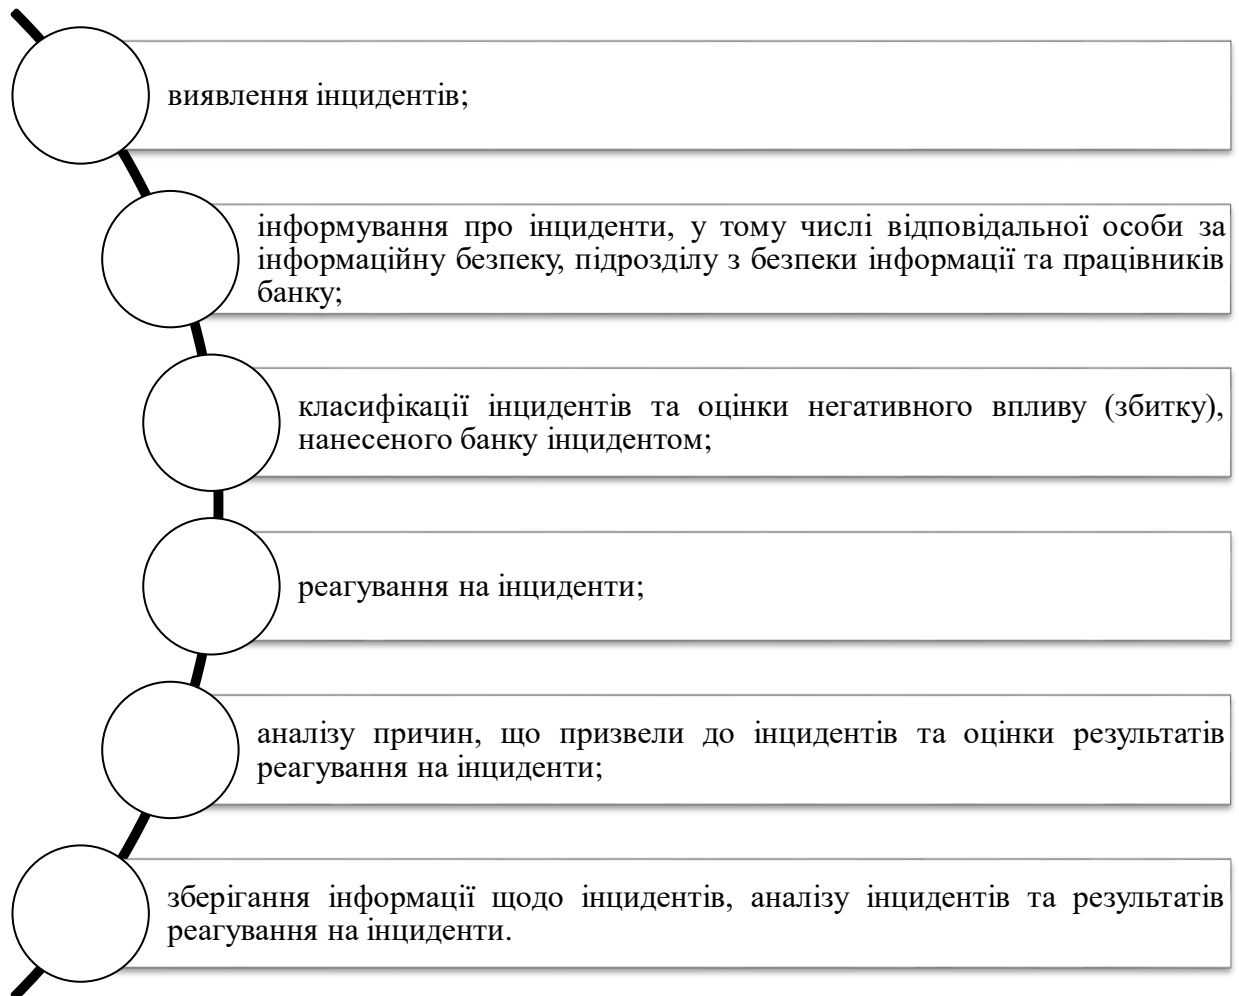 виявлення інцидентів;
інформування про інциденти, у тому числі відповідальної особи за
інформаційну безпеку, підрозділу з безпеки інформації та працівників
банку;
класифікації інцидентів та оцінки негативного впливу (збитку),
нанесеного банку інцидентом;
реагування на інциденти;
аналізу причин, що призвели до інцидентів та оцінки результатів
реагування на інциденти;
зберігання інформації щодо інцидентів, аналізу інцидентів та результатів
реагування на інциденти.